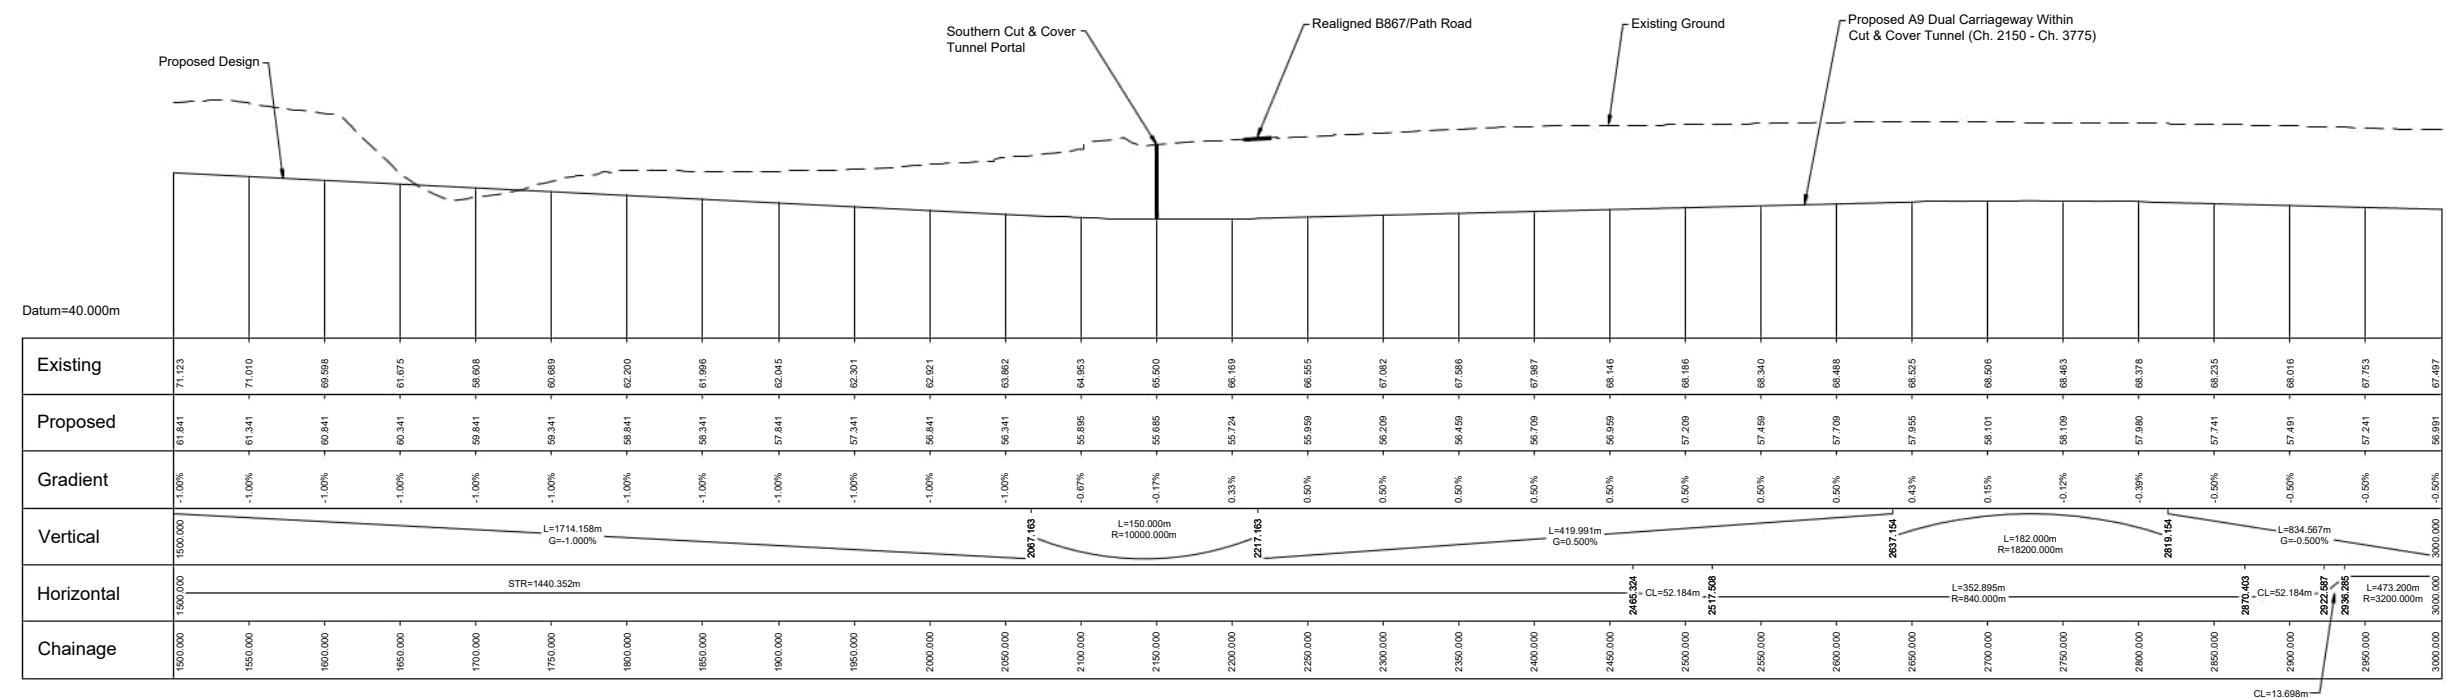 Proposed Design
Southern Cut & Cover
Tunnel Portal
Realigned B867/Path Road
Existing Ground
Proposed A9 Dual Carriageway Within
Cut & Cover Tunnel (Ch. 2150 - Ch. 3775)
Datum=40.000m
Existing
71.123 71.010 69.598 61.675 58.608 60.689 62.200 61.996 62.045 62.301 62.921 63.862 64.953 65.500 66.169 66.555 67.082 67.586 67.987 68.146 68.186 68.340 68.488 68.525 68.506 68.463 68.378 68.235 68.016 67.753 67.497
Proposed
61.841 61.341 60.841 60.341 59.841 59.341 58.841 58.341 57.841 57.341 56.841 56.341 55.895 55.685 55.724 55.959 56.209 56.459 56.709 56.959 57.209 57.459 57.709 57.955 58.101 58.109 57.980 57.741 57.491 57.241 56.991
Gradient
-1.00% -1.00% -1.00% -1.00% -1.00% -1.00% -1.00% -1.00% -1.00% -1.00% -1.00% -1.00% -0.67% -0.17% 0.33% 0.50% 0.50% 0.50% 0.50% 0.50% 0.50% 0.50% 0.50% 0.43% 0.15% -0.12% -0.39% -0.50% -0.50% -0.50% -0.50%
Vertical
1500.000
L=1714.158m
G=-1.000%
2067.163
L=150.000m
R=10000.000m
2217.163
L=419.991m
G=0.500%
2637.154
L=182.000m
R=18200.000m
2819.154
L=834.567m
G=-0.500%
3000.000
Horizontal
1500.000
STR=1440.352m
2465.324
CL=52.184m
2517.508
L=352.895m
R=840.000m
2870.403
CL=52.184m
2922.587
2936.285
L=473.200m
R=3200.000m
3000.000
Chainage
1500.000 1550.000 1600.000 1650.000 1700.000 1750.000 1800.000 1850.000 1900.000 1950.000 2000.000 2050.000 2100.000 2150.000 2200.000 2250.000 2300.000 2350.000 2400.000 2450.000 2500.000 2550.000 2600.000 2650.000 2700.000 2750.000 2800.000 2850.000 2900.000 2950.000 3000.000
CL=13.698m